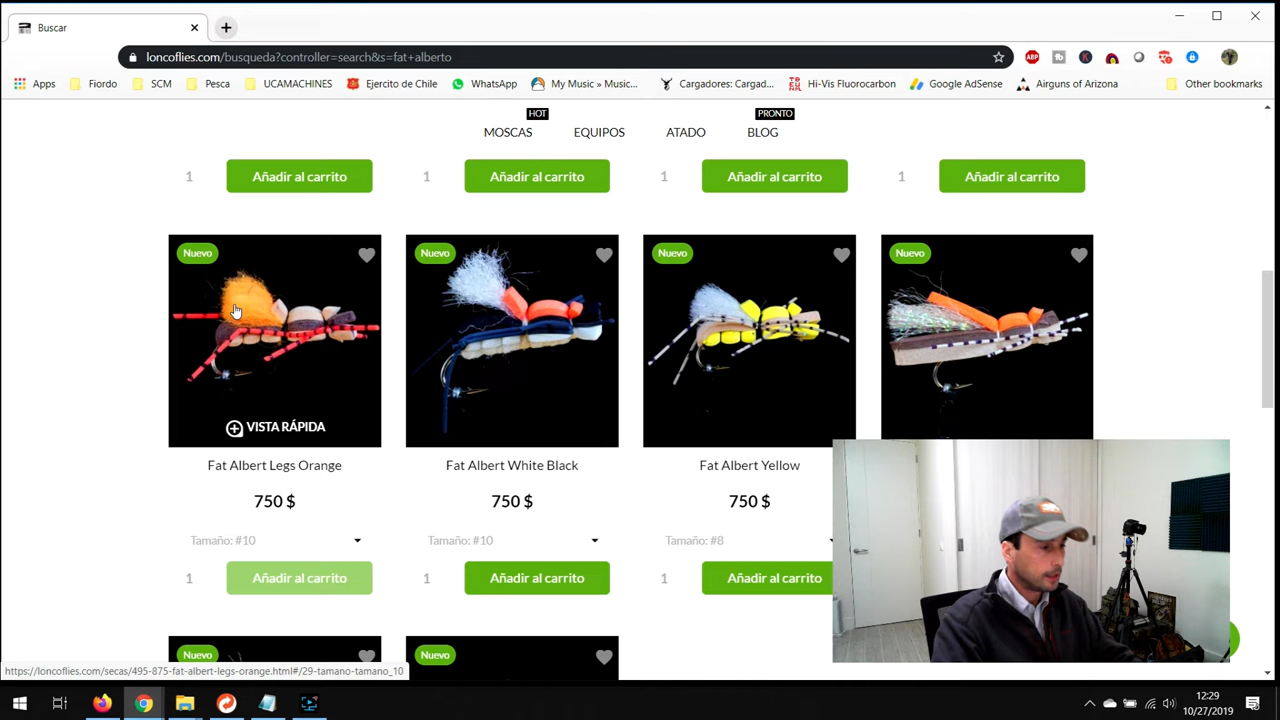 Buscar
loncoflies.com/busqueda?controller=search&s=fat+alberto
Apps Fiordo SCM Pesca UCAMACHINES Ejercito de Chile WhatsApp My Music » Music... Cargadores: Cargad... Hi-Vis Fluorocarbon Google AdSense Airguns of Arizona Other bookmarks
HOT PRONTO
MOSCAS EQUIPOS ATADO BLOG
1 Añadir al carrito 1 Añadir al carrito 1 Añadir al carrito 1 Añadir al carrito
Nuevo Nuevo Nuevo Nuevo
VISTA RÁPIDA
Fat Albert Legs Orange Fat Albert White Black Fat Albert Yellow
750 $ 750 $ 750 $
Tamaño: #10 Tamaño: #10 Tamaño: #8
1 Añadir al carrito 1 Añadir al carrito 1 Añadir al carrito
Nuevo Nuevo
https://loncoflies.com/secas/495-875-fat-albert-legs-orange.html#/29-tamano-tamano_10
12:29
10/27/2019